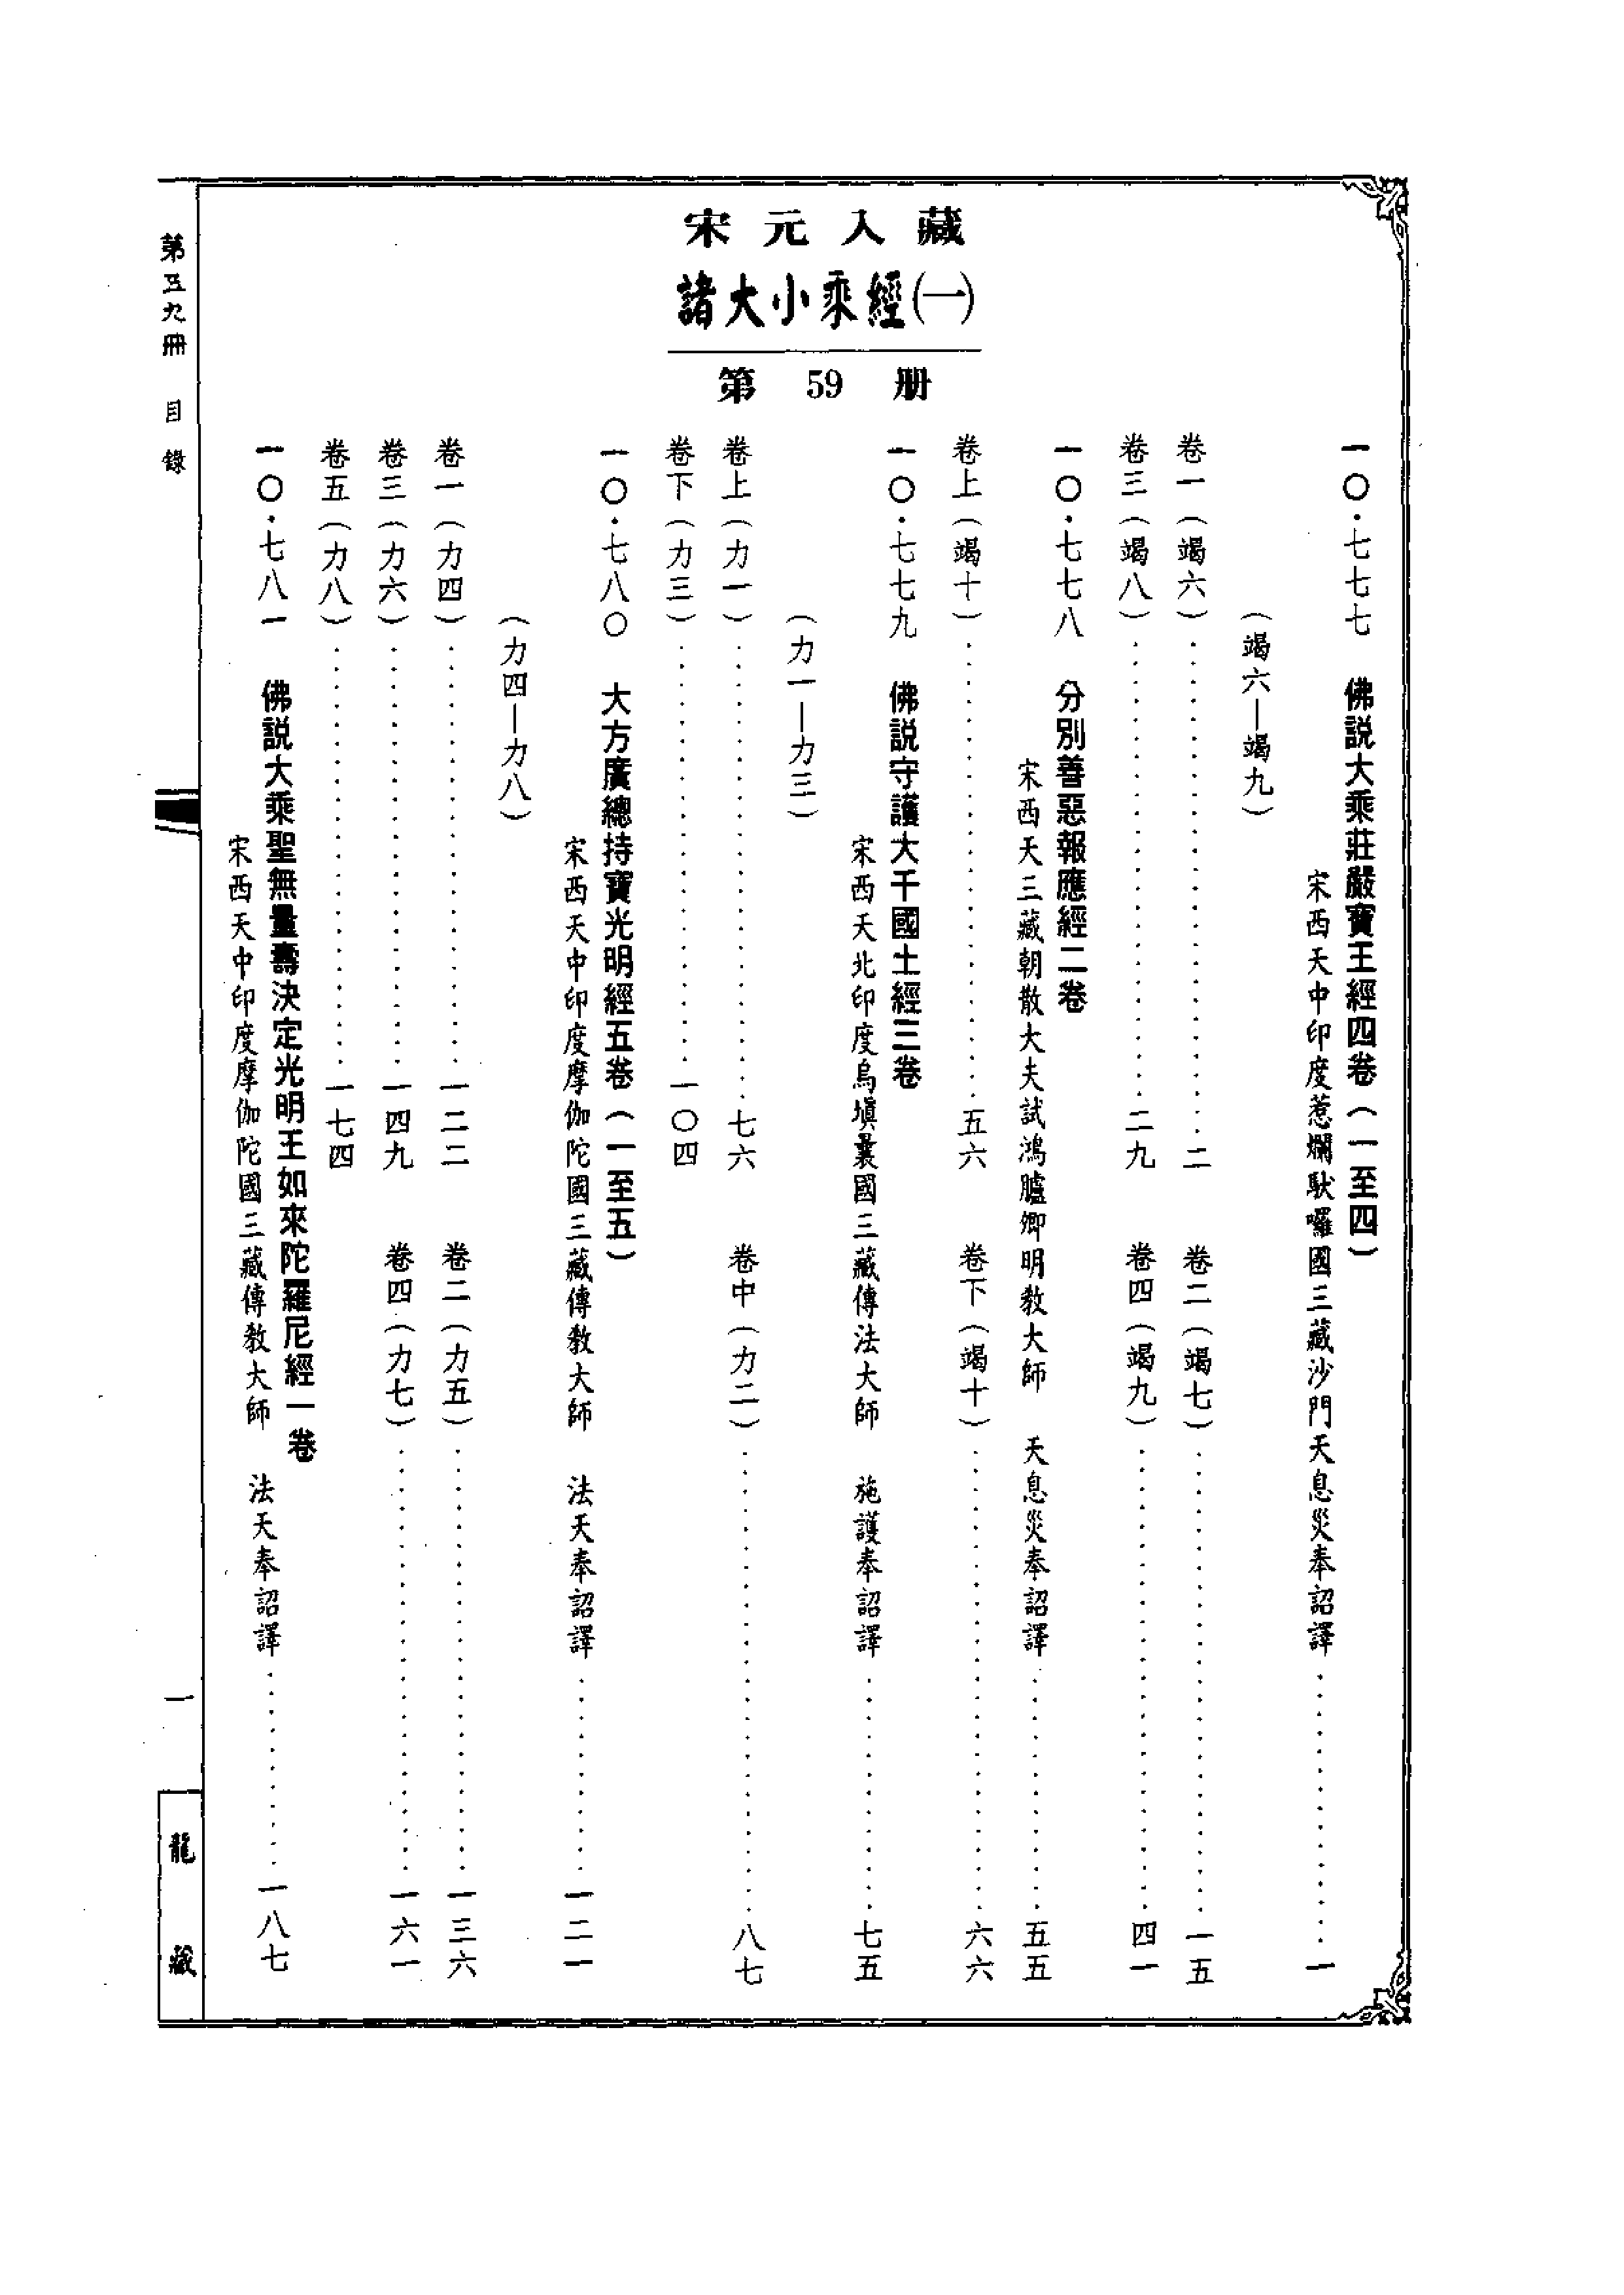 宋元入藏
諸大小乘經(一)
第 59 册
一〇·七七七 佛説大乘莊嚴寶王經四卷(一至四)
宋西天中印度惹爛馱囉國三藏沙門天息災奉詔譯……………一
(竭六—竭九)
卷一(竭六)……………二 卷二(竭七)……………一五
卷三(竭八)……………二九 卷四(竭九)……………四一
一〇·七七八 分別善惡報應經二卷
宋西天三藏朝散大夫試鴻臚卿明教大師 天息災奉詔譯……………五五
卷上(竭十)……………五六 卷下(竭十)……………六六
一〇·七七九 佛説守護大千國土經三卷
宋西天北印度烏塡曩國三藏傳法大師 施護奉詔譯……………七五
(力一—力三)
卷上(力一)……………七六 卷中(力二)……………八七
卷下(力三)……………一〇四
一〇·七八〇 大方廣總持寶光明經五卷(一至五)
宋西天中印度摩伽陀國三藏傳教大師 法天奉詔譯……………一二一
(力四—力八)
卷一(力四)……………一二二 卷二(力五)……………一三六
卷三(力六)……………一四九 卷四(力七)……………一六一
卷五(力八)……………一七四
一〇·七八一 佛説大乘聖無量壽決定光明王如來陀羅尼經一卷
宋西天中印度摩伽陀國三藏傳教大師 法天奉詔譯……………一八七
第五九冊 目錄
一
龍藏